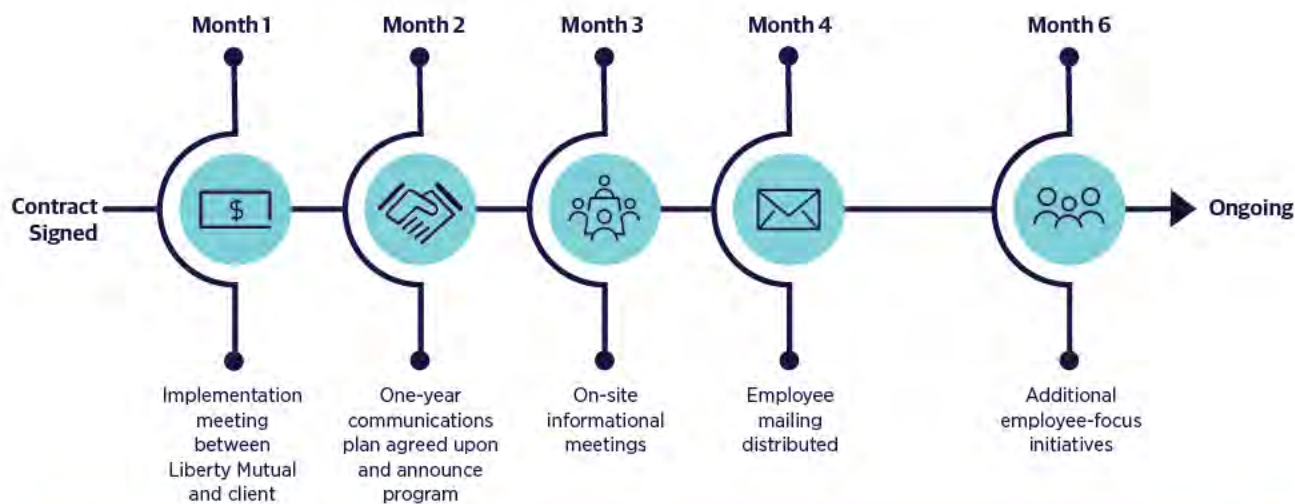 Month 1
Month 2
Month 3
Month 4
Month 6
Contract
Signed
$
Ongoing
Implementation
meeting
between
Liberty Mutual
and client
One-year
communications
plan agreed upon
and announce
program
On-site
informational
meetings
Employee
mailing
distributed
Additional
employee-focus
initiatives